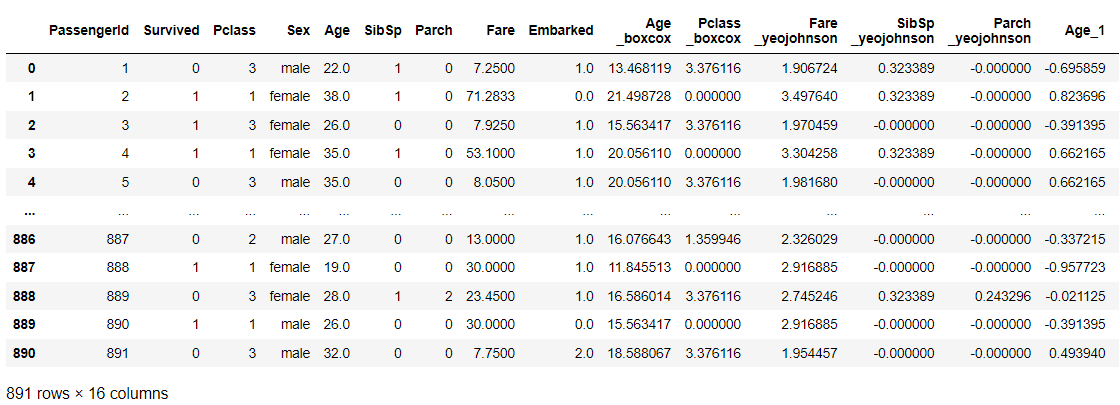 PassengerId Survived Pclass Sex Age SibSp Parch Fare Embarked Age _boxcox Pclass _boxcox Fare _yeojohnson SibSp _yeojohnson Parch _yeojohnson Age_1
0 1 0 3 male 22.0 1 0 7.2500 1.0 13.468119 3.376116 1.906724 0.323389 -0.000000 -0.695859
1 2 1 1 female 38.0 1 0 71.2833 0.0 21.498728 0.000000 3.497640 0.323389 -0.000000 0.823696
2 3 1 3 female 26.0 0 0 7.9250 1.0 15.563417 3.376116 1.970459 -0.000000 -0.000000 -0.391395
3 4 1 1 female 35.0 1 0 53.1000 1.0 20.056110 0.000000 3.304258 0.323389 -0.000000 0.662165
4 5 0 3 male 35.0 0 0 8.0500 1.0 20.056110 3.376116 1.981680 -0.000000 -0.000000 0.662165
... ... ... ... ... ... ... ... ... ... ... ... ... ... ... ...
886 887 0 2 male 27.0 0 0 13.0000 1.0 16.076643 1.359946 2.326029 -0.000000 -0.000000 -0.337215
887 888 1 1 female 19.0 0 0 30.0000 1.0 11.845513 0.000000 2.916885 -0.000000 -0.000000 -0.957723
888 889 0 3 female 28.0 1 2 23.4500 1.0 16.586014 3.376116 2.745246 0.323389 0.243296 -0.021125
889 890 1 1 male 26.0 0 0 30.0000 0.0 15.563417 0.000000 2.916885 -0.000000 -0.000000 -0.391395
890 891 0 3 male 32.0 0 0 7.7500 2.0 18.588067 3.376116 1.954457 -0.000000 -0.000000 0.493940
891 rows × 16 columns